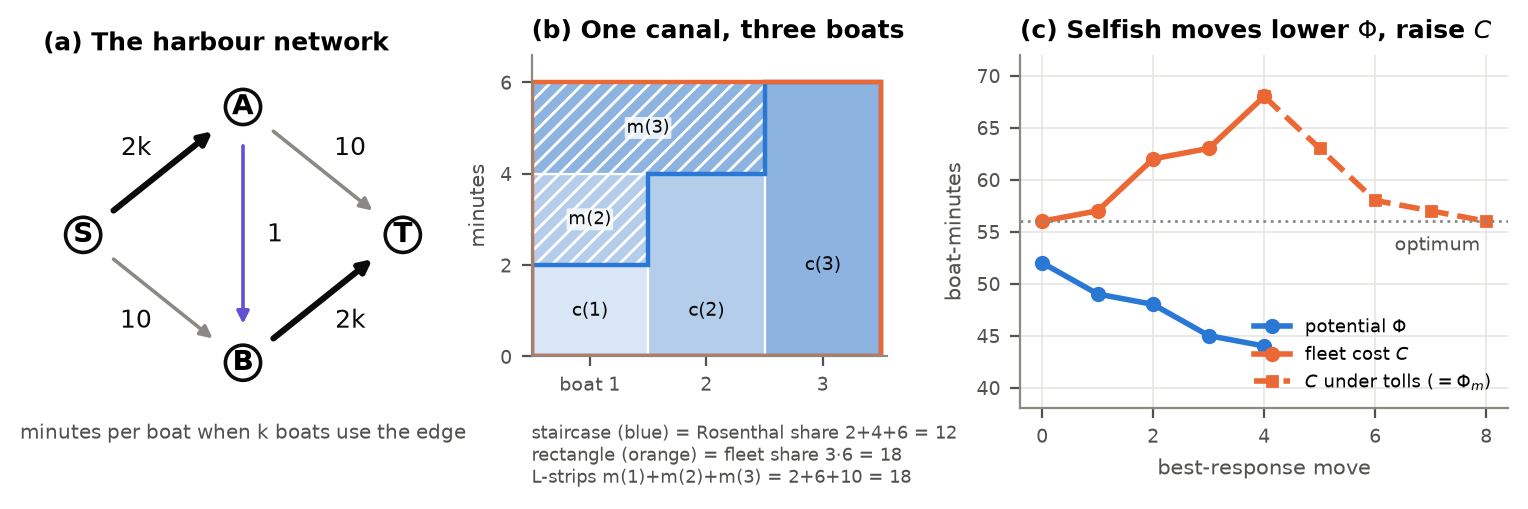 (a) The harbour network
A
2k
10
S
1
T
10
2k
B
minutes per boat when k boats use the edge
(b) One canal, three boats
6
m(3)
4
minutes
m(2)
c(3)
2
c(1)
c(2)
0
boat 1
2
3
staircase (blue) = Rosenthal share 2+4+6 = 12
rectangle (orange) = fleet share 3·6 = 18
L-strips m(1)+m(2)+m(3) = 2+6+10 = 18
(c) Selfish moves lower Φ, raise C
70
65
60
55
50
45
40
boat-minutes
optimum
potential Φ
fleet cost C
C under tolls (=Φₘ)
0
2
4
6
8
best-response move